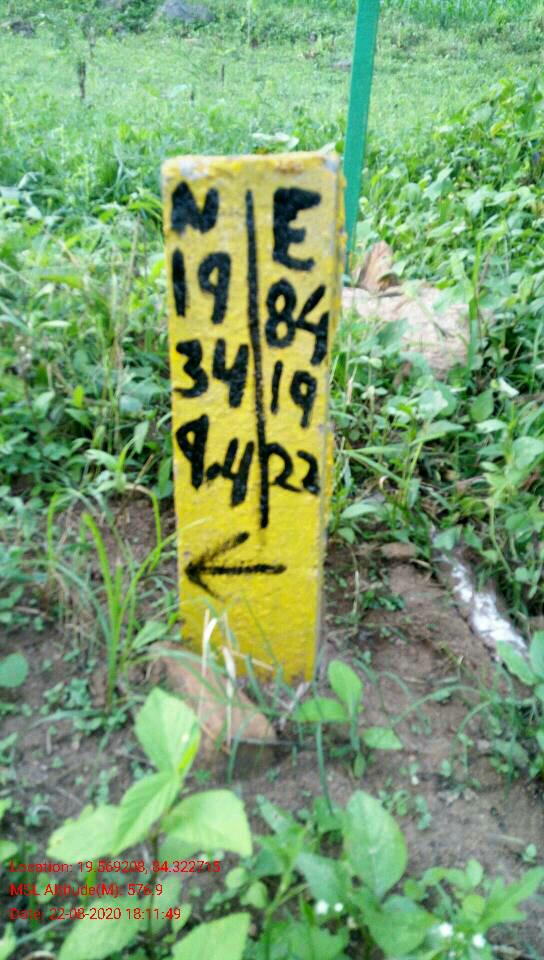 N E
19 84
34 19
9.4 22
Location: 19.569208, 84.322715
MSL Altitude(M): 576.9
Date: 22-08-2020 18:11:49